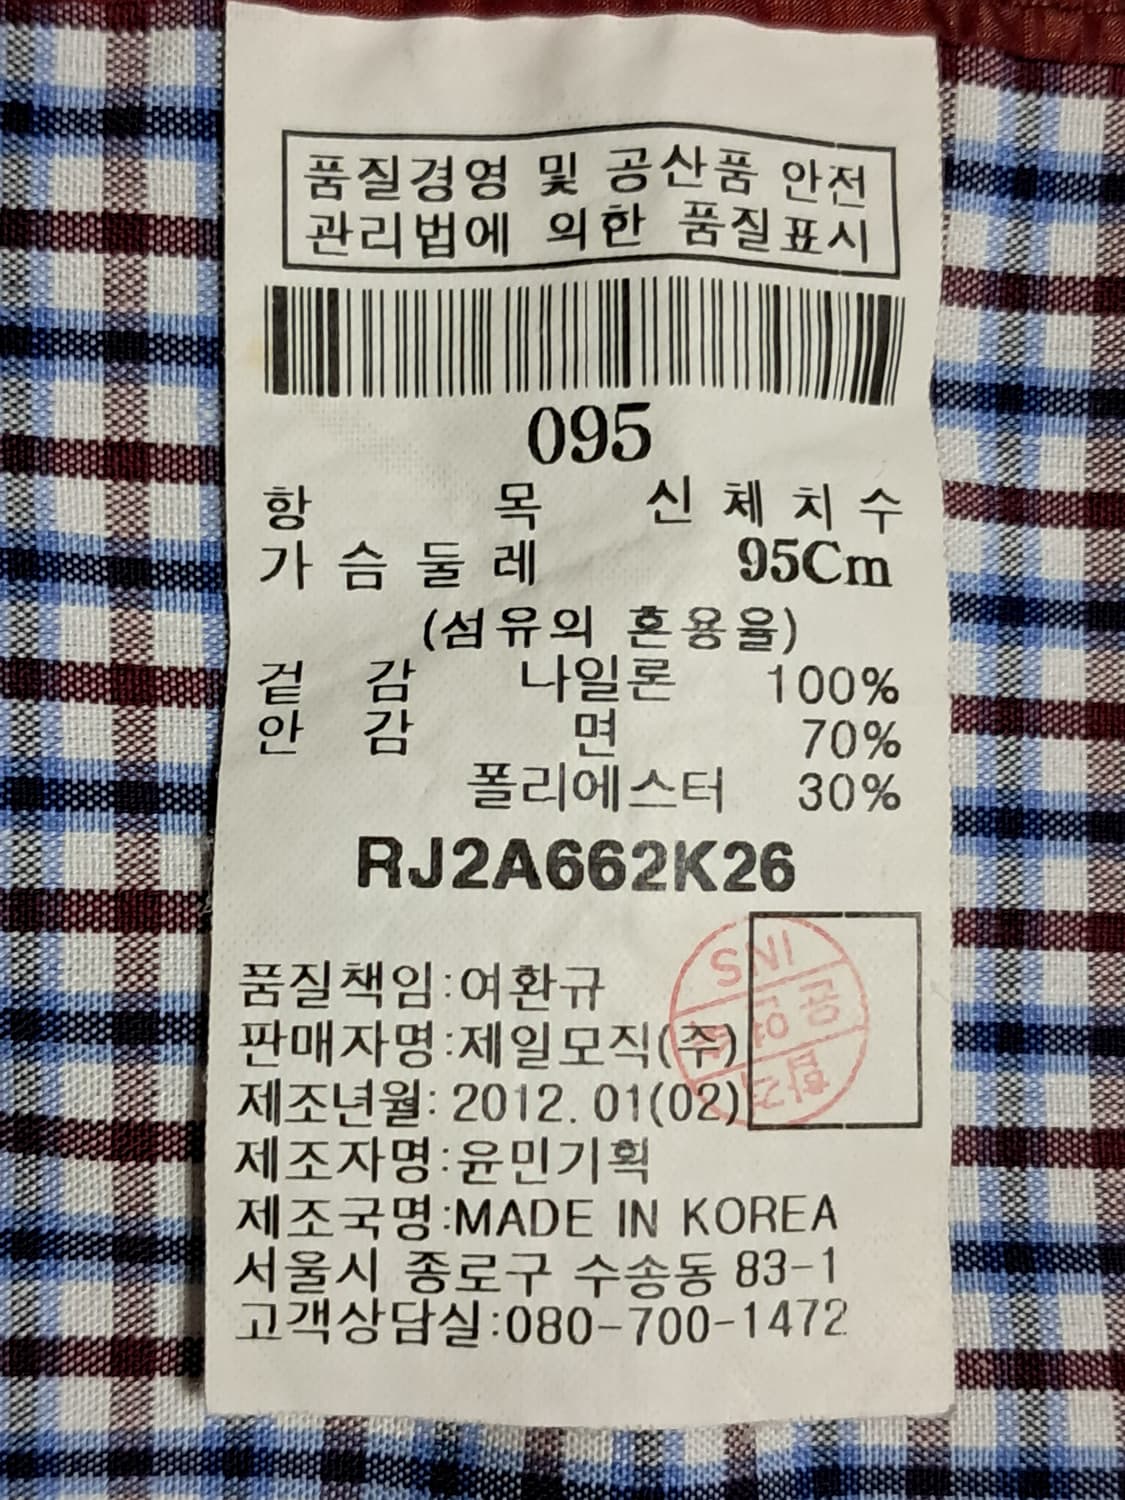 품질경영 및 공산품 안전
관리법에 의한 품질표시
095
항 목 신체치수
가슴둘레 95Cm
(섬유의 혼용율)
겉 감 나일론 100%
안 감 면 70%
폴리에스터 30%
RJ2A662K26
INS
품질책임:여환규
판매자명:제일모직(주)
제조년월: 2012. 01(02)
제조자명:윤민기획
제조국명:MADE IN KOREA
서울시 종로구 수송동 83-1
고객상담실:080-700-1472